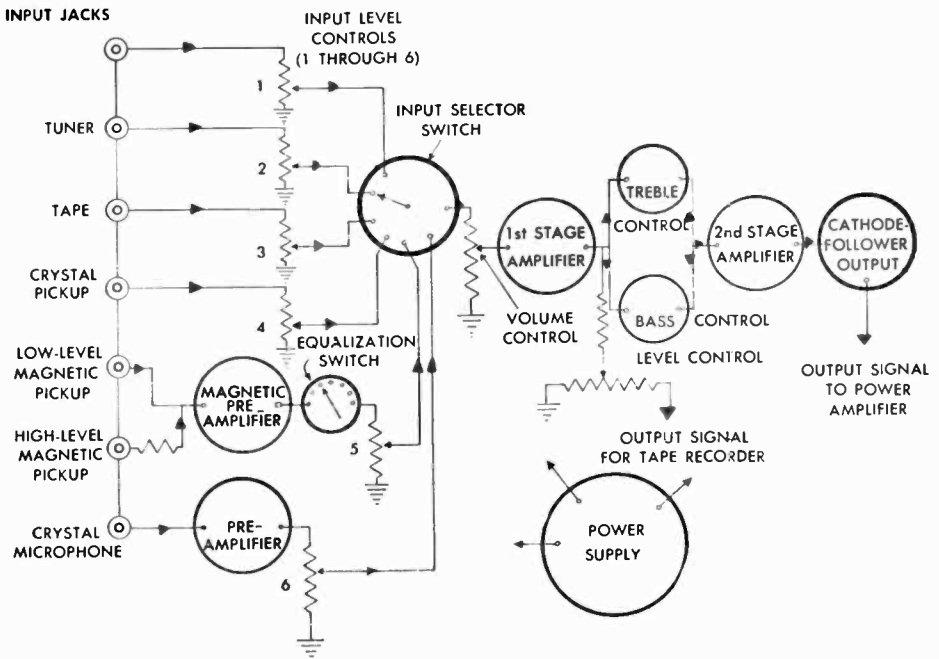 INPUT JACKS
INPUT LEVEL
CONTROLS
(1 THROUGH 6)
1
INPUT SELECTOR
SWITCH
TUNER
2
TREBLE
CONTROL
TAPE
3
1st STAGE
AMPLIFIER
2nd STAGE
AMPLIFIER
CATHODE-
FOLLOWER
OUTPUT
CRYSTAL
PICKUP
4
VOLUME
CONTROL
BASS CONTROL
LEVEL CONTROL
EQUALIZATION
SWITCH
LOW-LEVEL
MAGNETIC
PICKUP
MAGNETIC
PRE-
AMPLIFIER
OUTPUT SIGNAL
TO POWER
AMPLIFIER
HIGH-LEVEL
MAGNETIC
PICKUP
5
OUTPUT SIGNAL
FOR TAPE RECORDER
CRYSTAL
MICROPHONE
PRE-
AMPLIFIER
6
POWER
SUPPLY